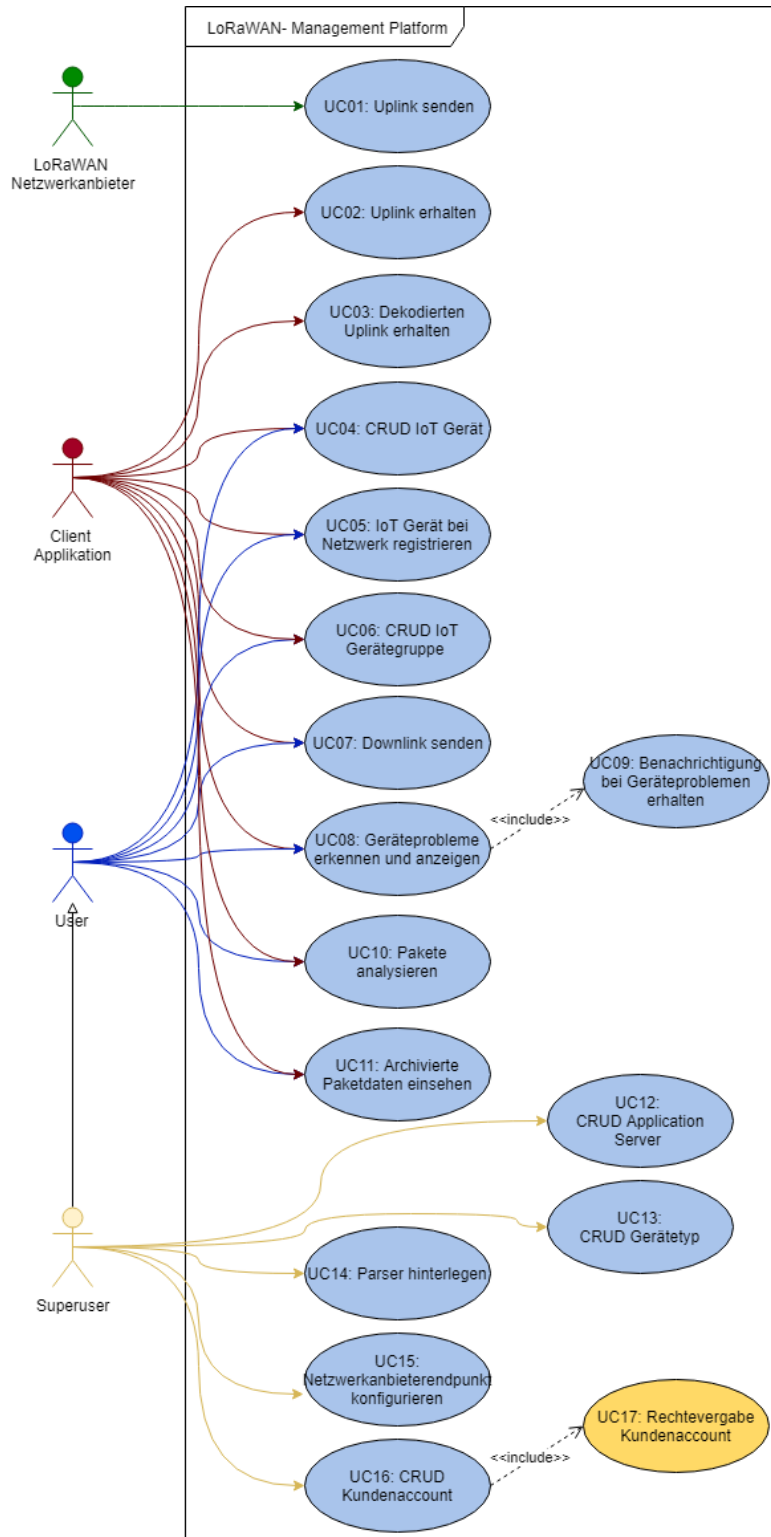 LoRaWAN- Management Platform
LoRaWAN
Netzwerkanbieter
UC01: Uplink senden
UC02: Uplink erhalten
UC03: Dekodierten
Uplink erhalten
UC04: CRUD IoT Gerät
Client
Applikation
UC05: IoT Gerät bei
Netzwerk registrieren
UC06: CRUD IoT
Gerätegruppe
UC07: Downlink senden
UC09: Benachrichtigung
bei Geräteproblemen
erhalten
<<include>>
UC08: Geräteprobleme
erkennen und anzeigen
User
UC10: Pakete
analysieren
UC11: Archivierte
Paketdaten einsehen
UC12:
CRUD Application
Server
UC13:
CRUD Gerätetyp
UC14: Parser hinterlegen
Superuser
UC15:
Netzwerkanbieterendpunkt
konfigurieren
UC17: Rechtevergabe
Kundenaccount
<<include>>
UC16: CRUD
Kundenaccount